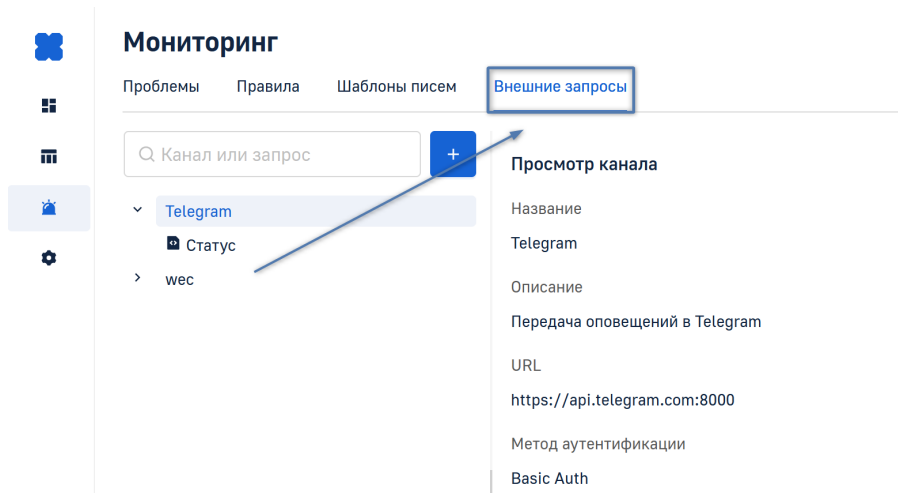 Мониторинг
Проблемы Правила Шаблоны писем Внешние запросы
Канал или запрос +
Telegram
Статус
wec
Просмотр канала
Название
Telegram
Описание
Передача оповещений в Telegram
URL
https://api.telegram.com:8000
Метод аутентификации
Basic Auth